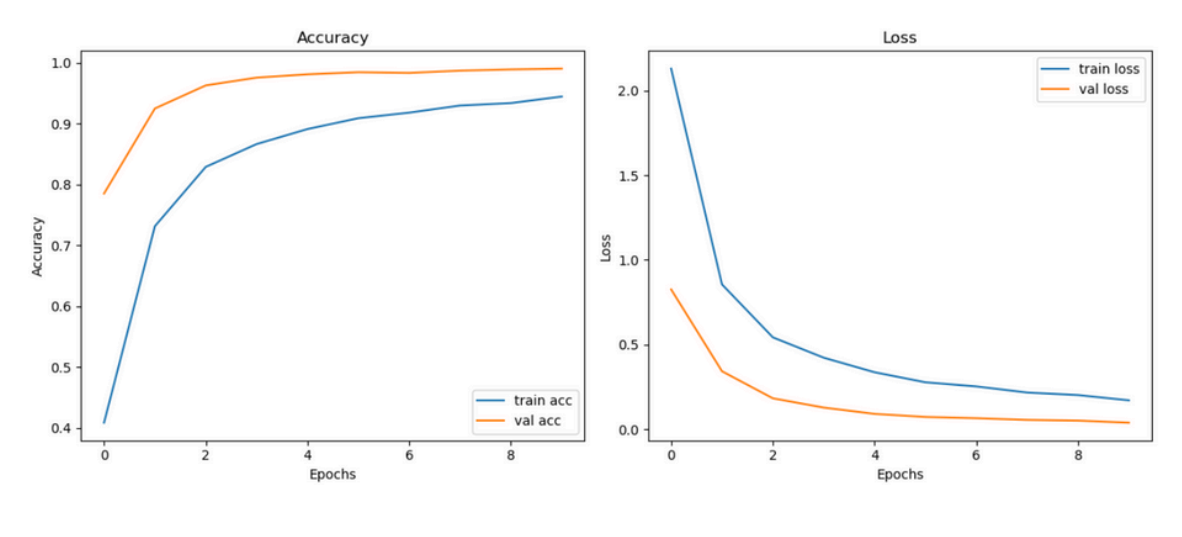 Accuracy
1.0
0.9
0.8
0.7
0.6
0.5
0.4
Accuracy
train acc
val acc
0 2 4 6 8
Epochs
Loss
2.0
1.5
1.0
0.5
0.0
Loss
train loss
val loss
0 2 4 6 8
Epochs